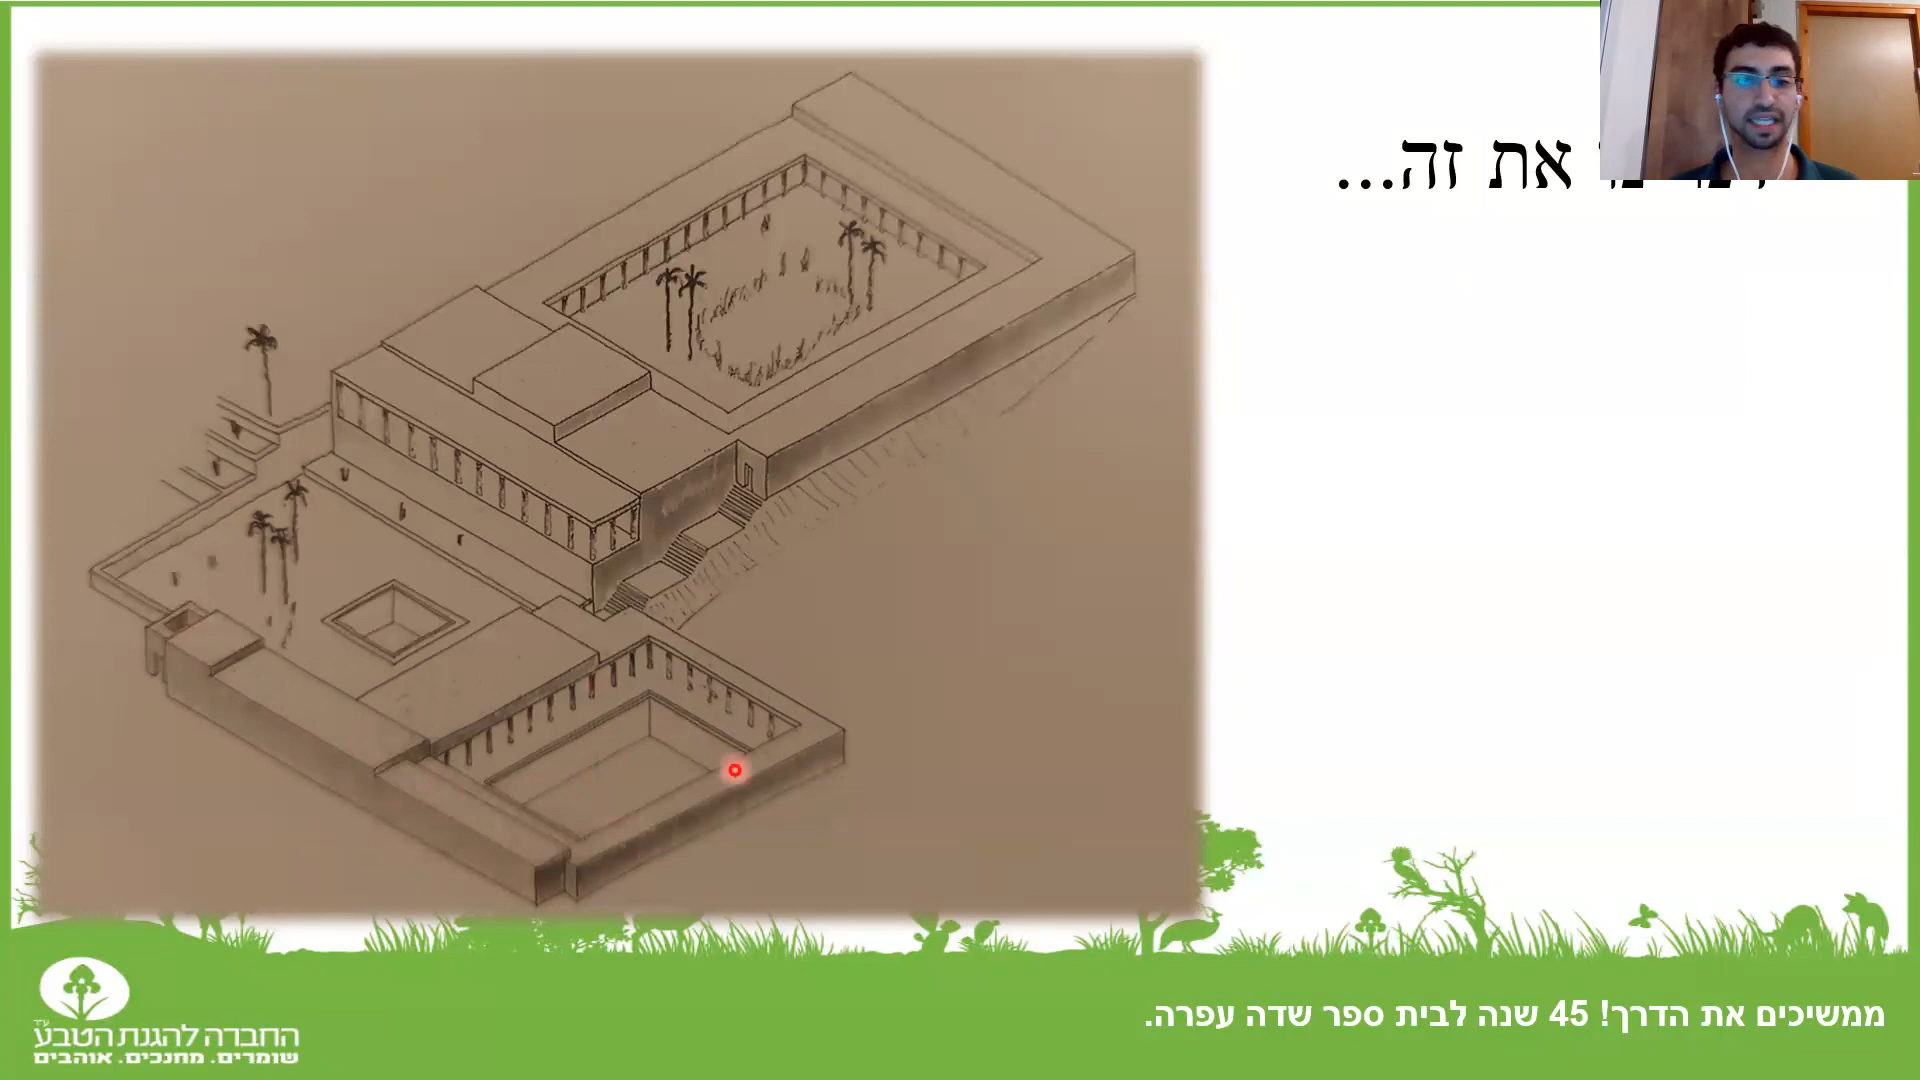 את זה...
ממשיכים את הדרך! 45 שנה לבית ספר שדה עפרה.
החברה להגנת הטבע ע״ר
שומרים. מחנכים. אוהבים